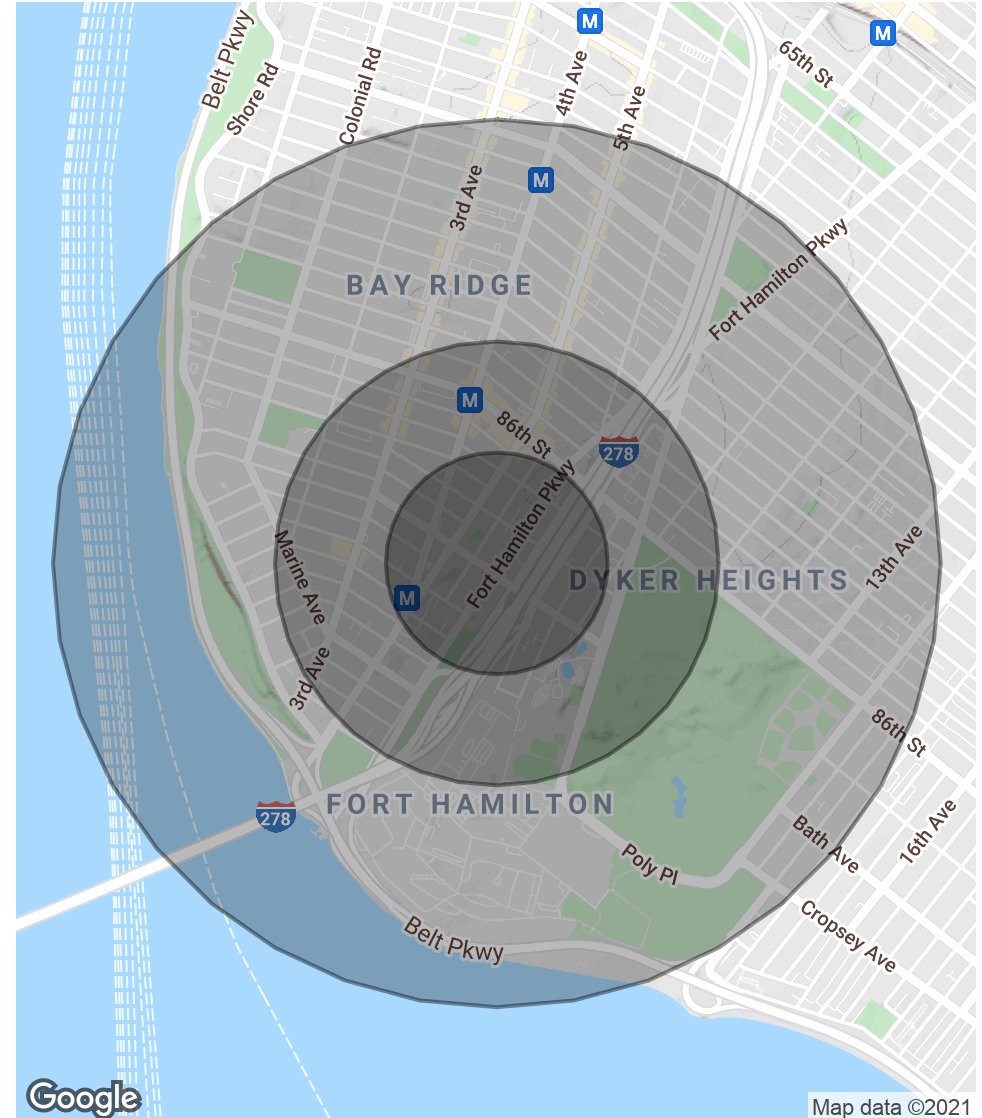 M
M
Belt Pkwy
Shore Rd
Colonial Rd
4th Ave
5th Ave
65th St
3rd Ave
M
Fort Hamilton Pkwy
BAY RIDGE
M
86th St
278
Fort Hamilton Pkwy
Marine Ave
M
DYKER HEIGHTS
13th Ave
3rd Ave
86th St
FORT HAMILTON
278
Bath Ave
16th Ave
Poly Pl
Cropsey Ave
Belt Pkwy
Google
Map data ©2021